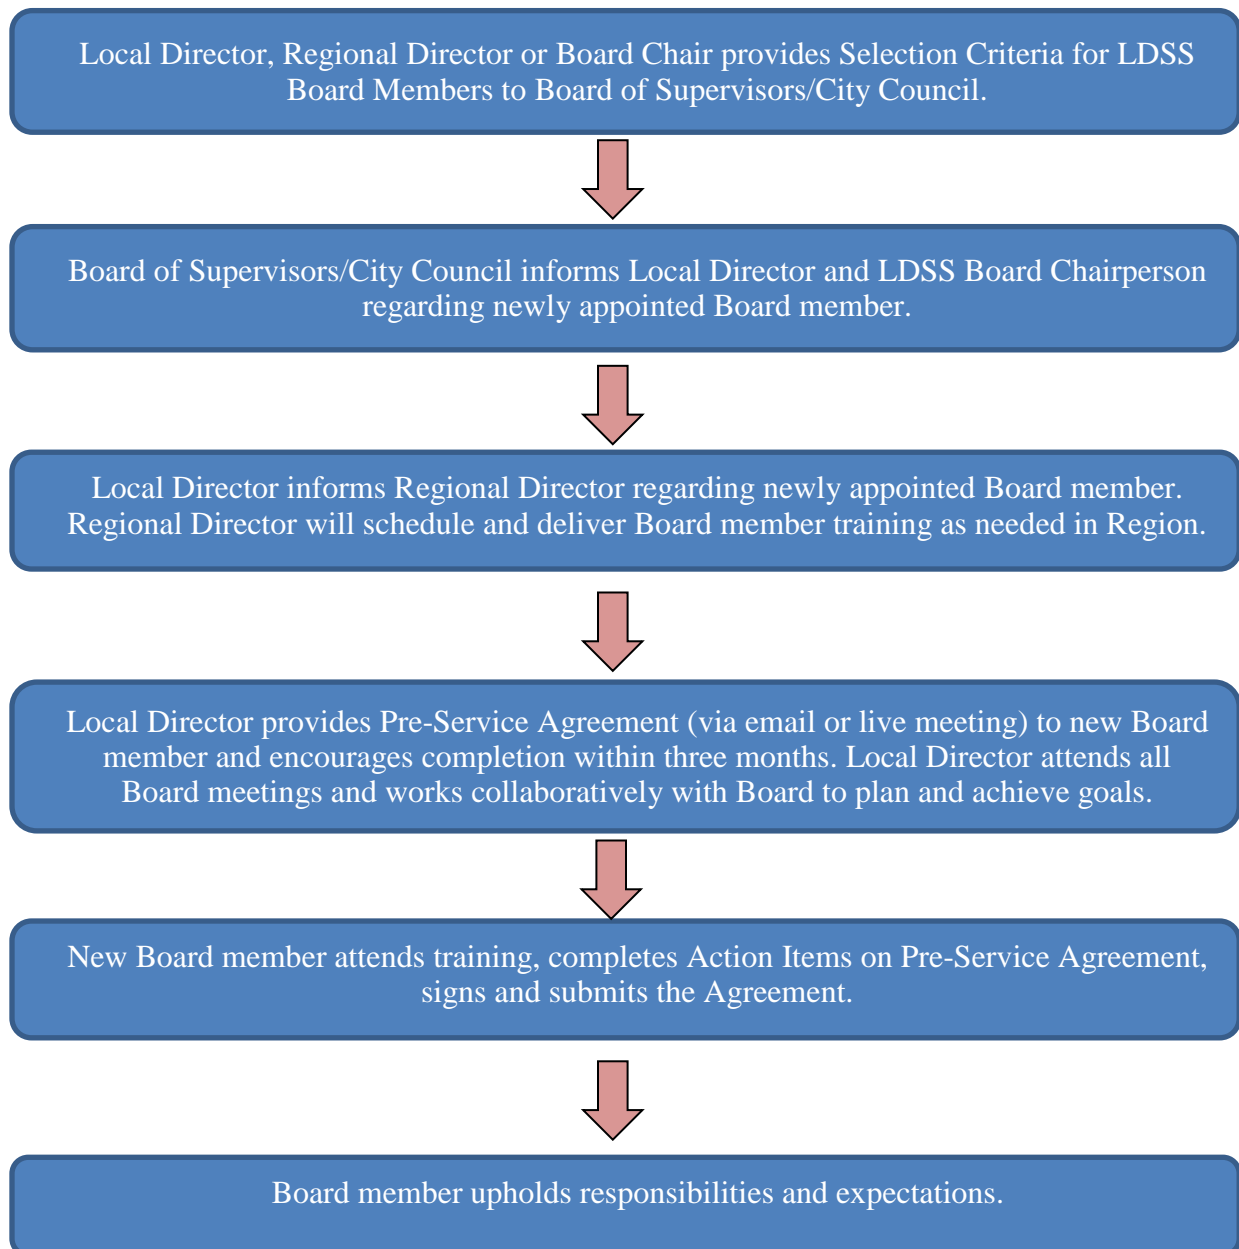 Local Director, Regional Director or Board Chair provides Selection Criteria for LDSS
Board Members to Board of Supervisors/City Council.
Board of Supervisors/City Council informs Local Director and LDSS Board Chairperson
regarding newly appointed Board member.
Local Director informs Regional Director regarding newly appointed Board member.
Regional Director will schedule and deliver Board member training as needed in Region.
Local Director provides Pre-Service Agreement (via email or live meeting) to new Board
member and encourages completion within three months. Local Director attends all
Board meetings and works collaboratively with Board to plan and achieve goals.
New Board member attends training, completes Action Items on Pre-Service Agreement,
signs and submits the Agreement.
Board member upholds responsibilities and expectations.